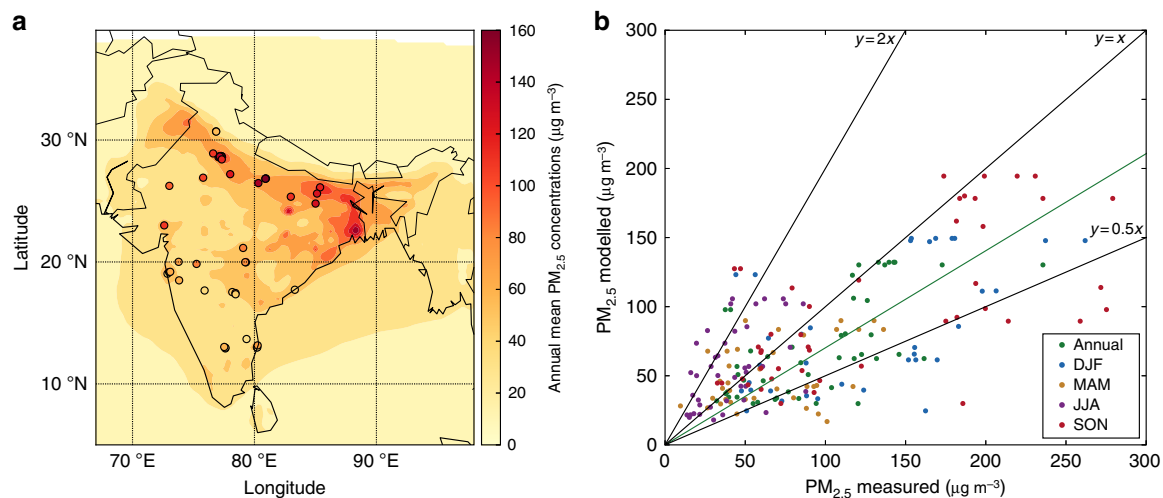 a
30 °N
20 °N
10 °N
Latitude
70 °E
80 °E
90 °E
Longitude
160
140
120
100
80
60
40
20
0
Annual mean PM2.5 concentrations (μg m⁻³)
b
300
250
200
150
100
50
0
PM2.5 modelled (μg m⁻³)
y=2x
y=x
y=0.5x
Annual
DJF
MAM
JJA
SON
0
50
100
150
200
250
300
PM2.5 measured (μg m⁻³)